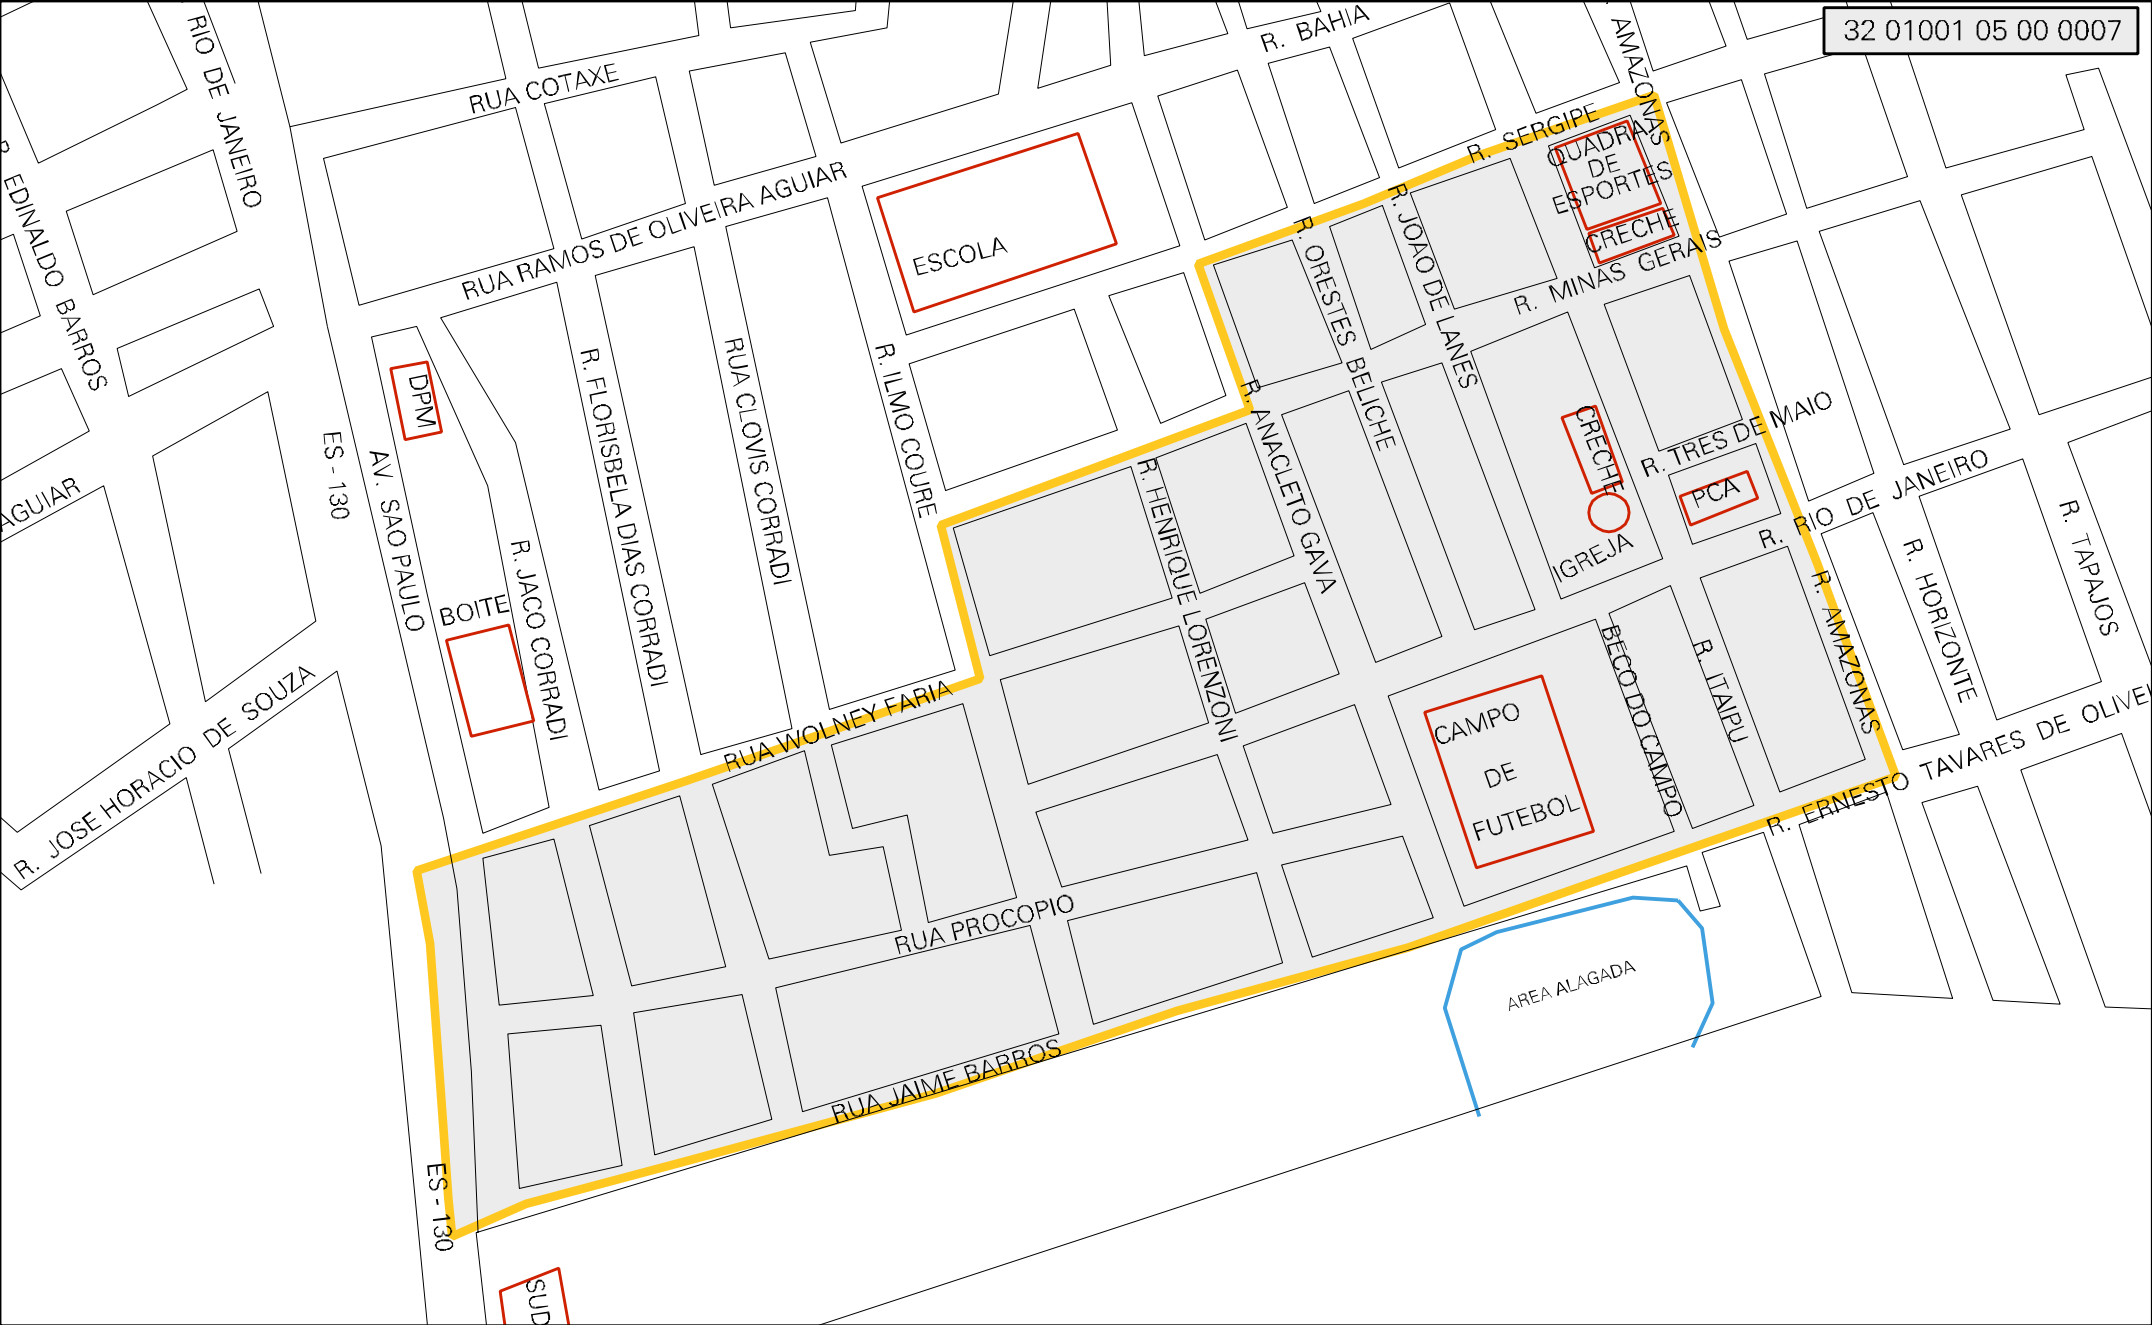 32 01001 05 00 0007
RIO DE JANEIRO
R. BAHIA
AMAZONAS
RUA COTAXE
R. SERGIPE
QUADRA
DE
ESPORTES
CRECHE
R. EDINALDO BARROS
RUA RAMOS DE OLIVEIRA AGUIAR
ESCOLA
R. ORESTES BELICHE
R. JOAO DE LANES
R. MINAS GERAIS
DPM
R. FLORISBELA DIAS CORRADI
RUA CLOVIS CORRADI
R. ILMO COURE
R. ANACLETO GAVA
CRECHE
R. TRES DE MAIO
ES - 130
AV. SAO PAULO
AGUIAR
R. HENRIQUE LORENZONI
PCA
R. RIO DE JANEIRO
IGREJA
R. HORIZONTE
R. TAPAJOS
BOITE
R. JACO CORRADI
R. AMAZONAS
R. JOSE HORACIO DE SOUZA
RUA WOLNEY FARIA
BECO DO CAMPO
R. ITAIPU
CAMPO
DE
FUTEBOL
R. ERNESTO TAVARES DE OLIVEI
RUA PROCOPIO
AREA ALAGADA
RUA JAIME BARROS
ES - 130
SUD